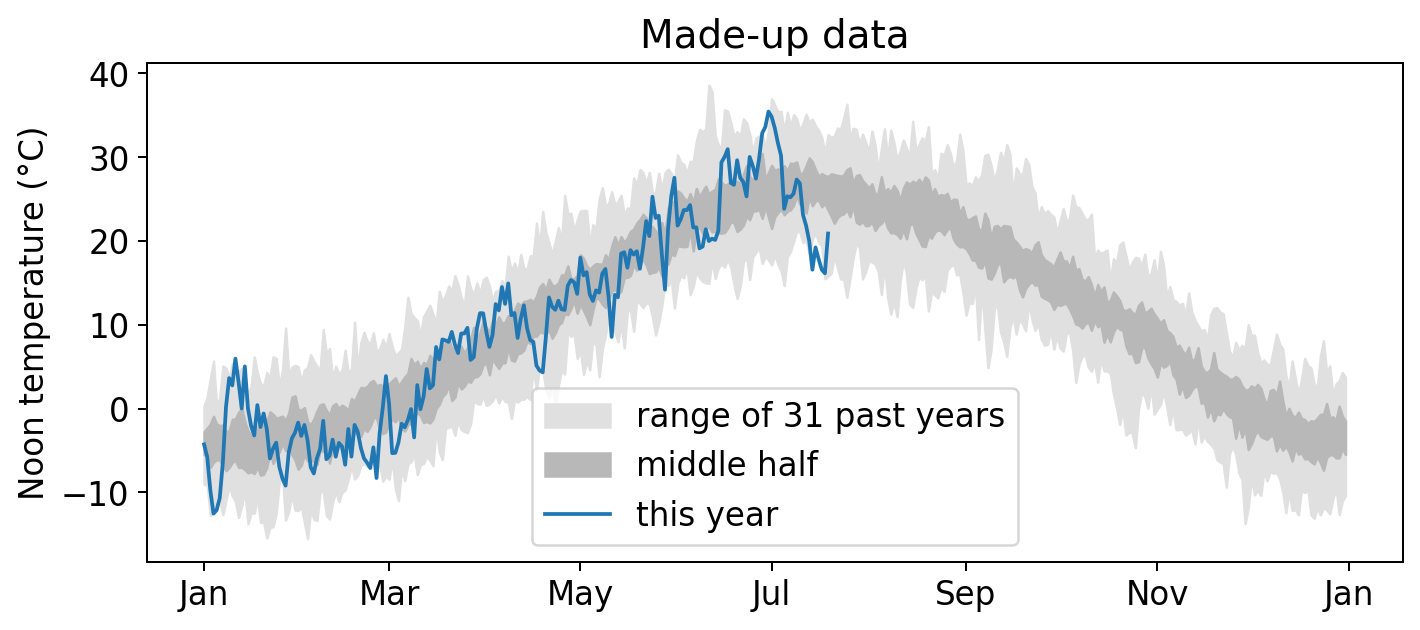 Made-up data
Noon temperature (°C)
40
30
20
10
0
−10
range of 31 past years
middle half
this year
Jan Mar May Jul Sep Nov Jan